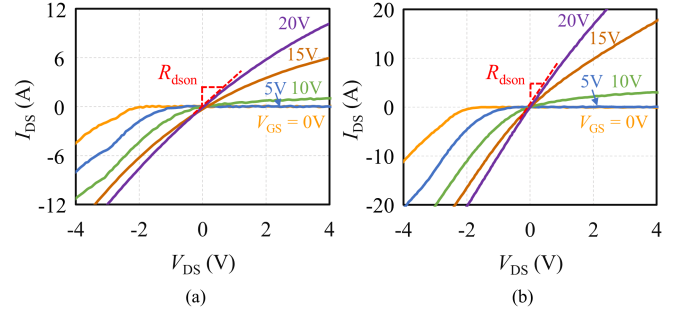 12
6
0
-6
-12
I_DS (A)
20V
15V
R_dson
10V
5V
V_GS = 0V
-4 -2 0 2 4
V_DS (V)
(a)
20
10
0
-10
-20
I_DS (A)
20V
15V
R_dson
5V 10V
V_GS = 0V
-4 -2 0 2 4
V_DS (V)
(b)